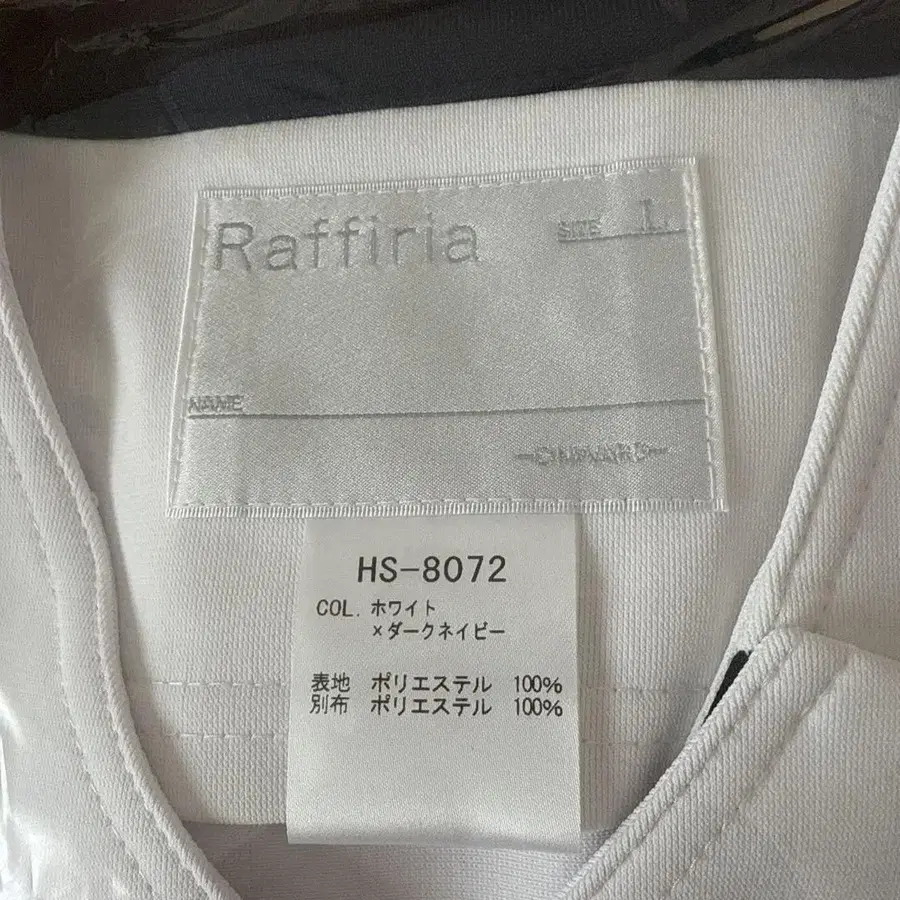 Raffiria
SIZE L
NAME
HS-8072
COL. ホワイト
×ダークネイビー
表地 ポリエステル 100%
別布 ポリエステル 100%